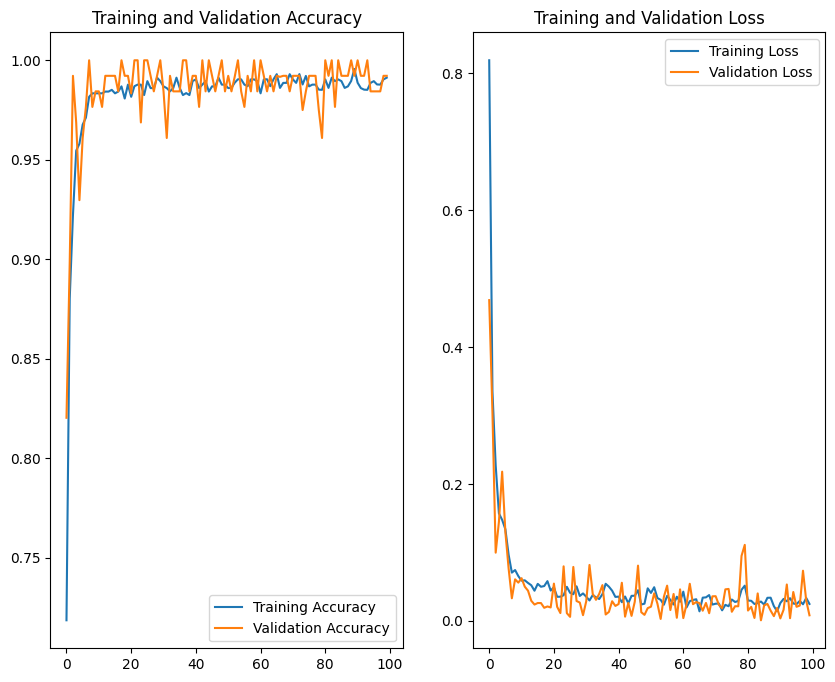 Training and Validation Accuracy
1.00
0.95
0.90
0.85
0.80
0.75
Training Accuracy
Validation Accuracy
0 20 40 60 80 100
Training and Validation Loss
Training Loss
Validation Loss
0.8
0.6
0.4
0.2
0.0
0 20 40 60 80 100